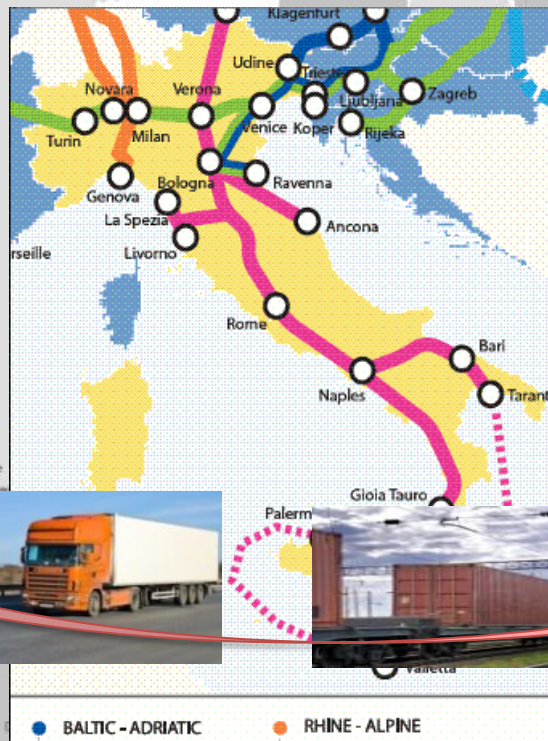 Klagenfurt
Udine
Trieste
Novara
Verona
Ljubljana
Zagreb
Venice
Koper
Rijeka
Turin
Milan
Bologna
Ravenna
Genova
La Spezia
Ancona
Livorno
rseille
Rome
Bari
Naples
Tarant
Gioia Tauro
Palerm
Valletta
BALTIC - ADRIATIC
RHINE - ALPINE